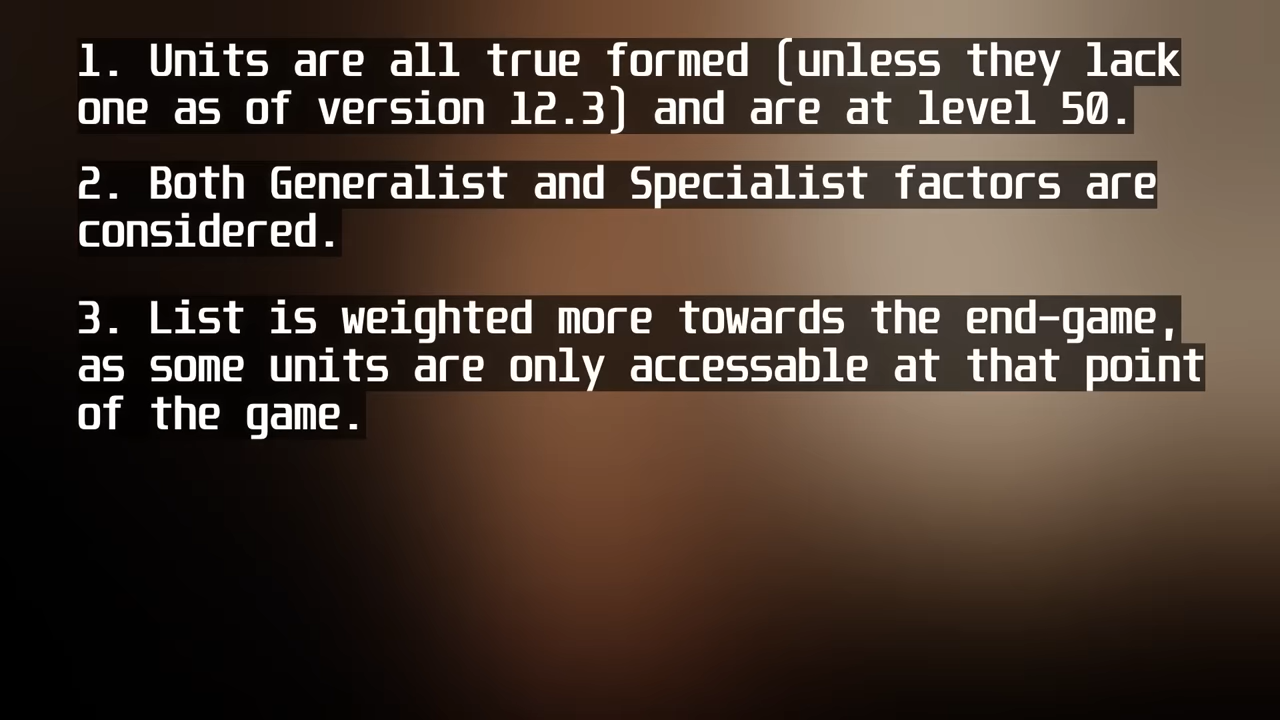 1. Units are all true formed (unless they lack
one as of version 12.3) and are at level 50.
2. Both Generalist and Specialist factors are
considered.
3. List is weighted more towards the end-game,
as some units are only accessable at that point
of the game.